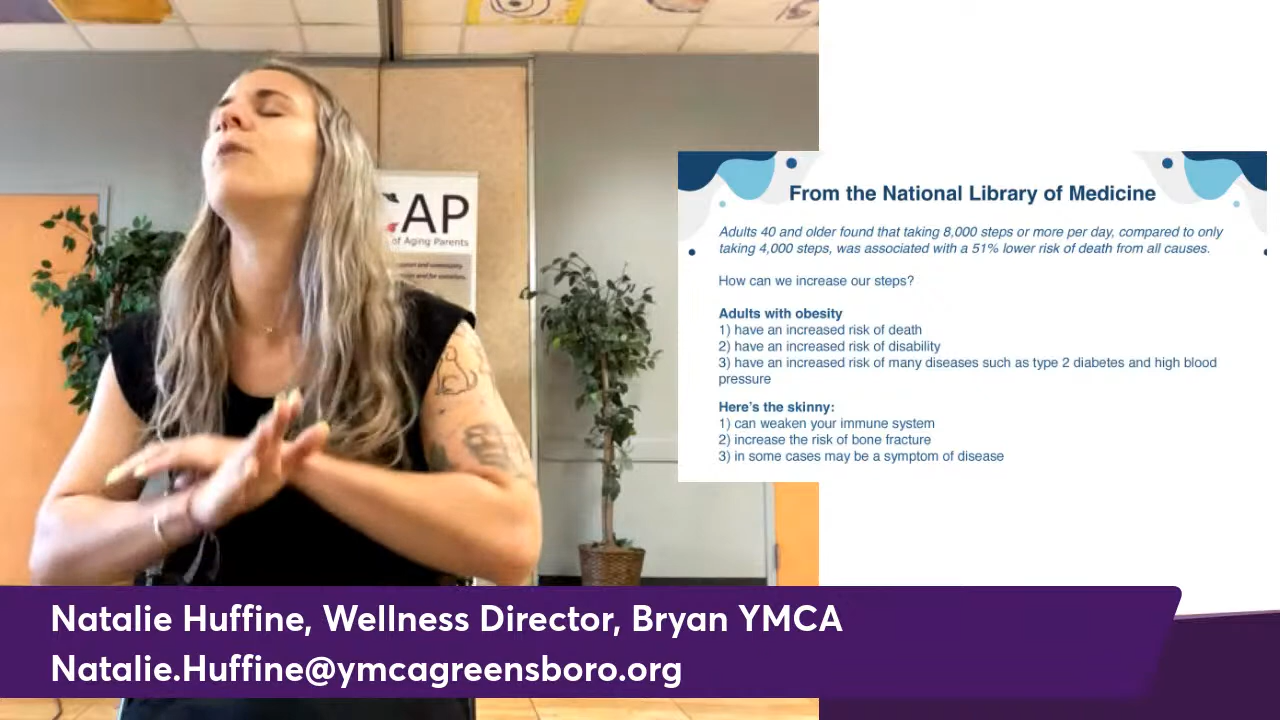 AP
of Aging Parents
From the National Library of Medicine
Adults 40 and older found that taking 8,000 steps or more per day, compared to only
taking 4,000 steps, was associated with a 51% lower risk of death from all causes.
How can we increase our steps?
Adults with obesity
1) have an increased risk of death
2) have an increased risk of disability
3) have an increased risk of many diseases such as type 2 diabetes and high blood
pressure
Here's the skinny:
1) can weaken your immune system
2) increase the risk of bone fracture
3) in some cases may be a symptom of disease
Natalie Huffine, Wellness Director, Bryan YMCA
Natalie.Huffine@ymcagreensboro.org